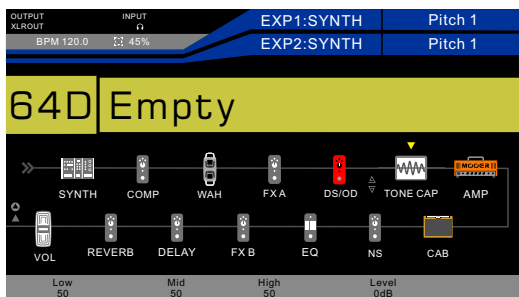 OUTPUT INPUT EXP1:SYNTH Pitch 1
XLROUT
BPM 120.0 45% EXP2:SYNTH Pitch 1
64D Empty
MOOER
SYNTH COMP WAH FX A DS/OD TONE CAP AMP
VOL REVERB DELAY FX B EQ NS CAB
Low Mid High Level
50 50 50 0dB